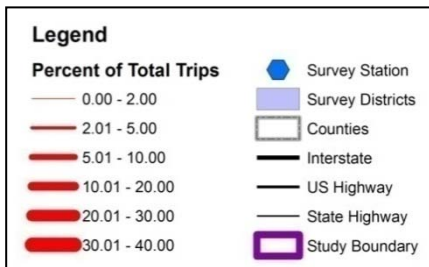 Legend
Percent of Total Trips
0.00 - 2.00
2.01 - 5.00
5.01 - 10.00
10.01 - 20.00
20.01 - 30.00
30.01 - 40.00
Survey Station
Survey Districts
Counties
Interstate
US Highway
State Highway
Study Boundary